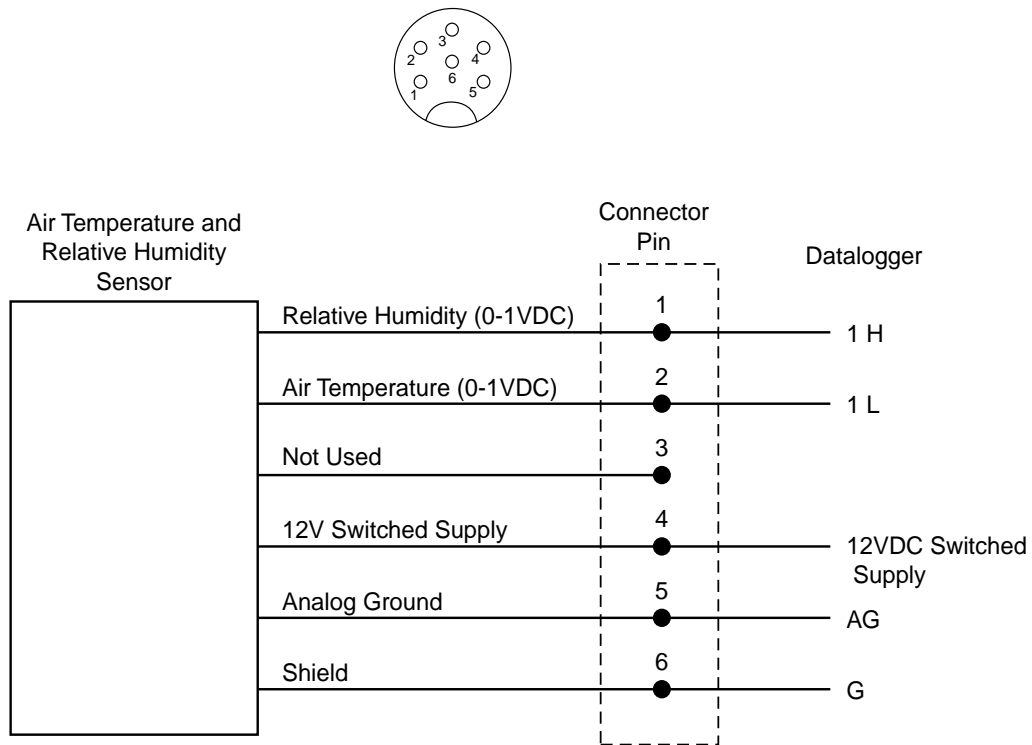 3
2
4
6
1
5
Air Temperature and
Relative Humidity
Sensor
Connector
Pin
Datalogger
Relative Humidity (0-1VDC)
1
1 H
Air Temperature (0-1VDC)
2
1 L
Not Used
3
12V Switched Supply
4
12VDC Switched
Supply
Analog Ground
5
AG
Shield
6
G